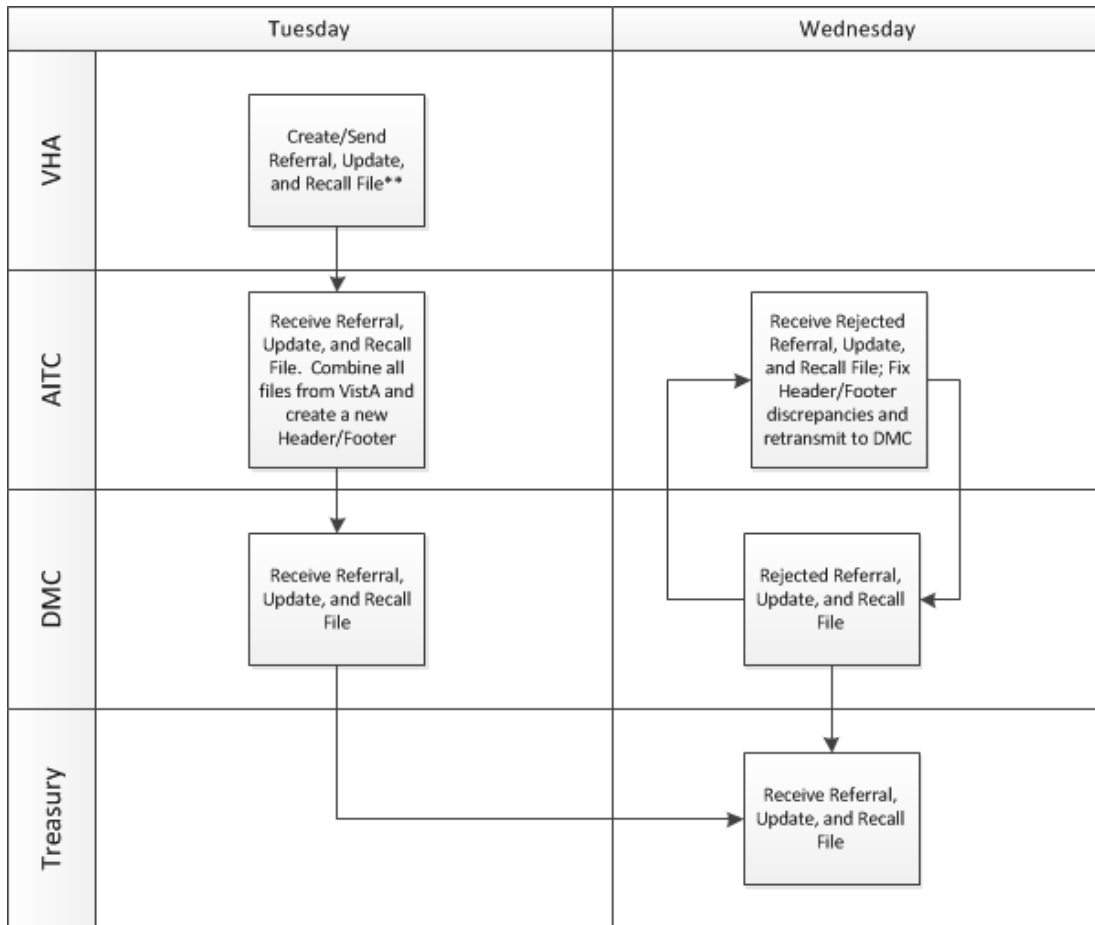 Tuesday
Wednesday
VHA
Create/Send
Referral, Update,
and Recall File**
AITC
Receive Referral,
Update, and Recall
File. Combine all
files from VistA and
create a new
Header/Footer
Receive Rejected
Referral, Update,
and Recall File; Fix
Header/Footer
discrepancies and
retransmit to DMC
DMC
Receive Referral,
Update, and Recall
File
Rejected Referral,
Update, and Recall
File
Treasury
Receive Referral,
Update, and Recall
File